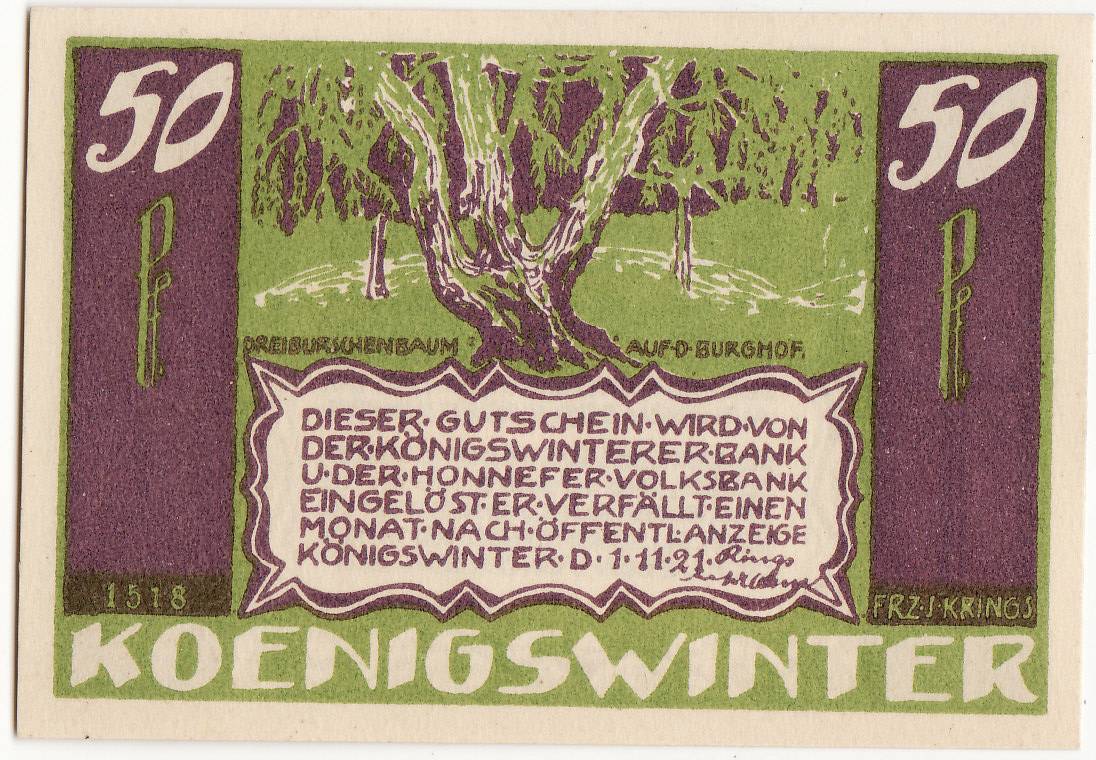 50
50
Pf
Pf
DREIBURSCHENBAUM
AUF·D·BURGHOF.
DIESER·GUTSCHEIN·WIRD·VON
DER·KÖNIGSWINTERER·BANK
U·DER·HONNEFER·VOLKSBANK
EINGELÖST·ER·VERFÄLLT·EINEN
MONAT·NACH·ÖFFENTL·ANZEIGE
KÖNIGSWINTER·D·1·11·21·
1518
FRZ·J·KRINGS
KOENIGSWINTER